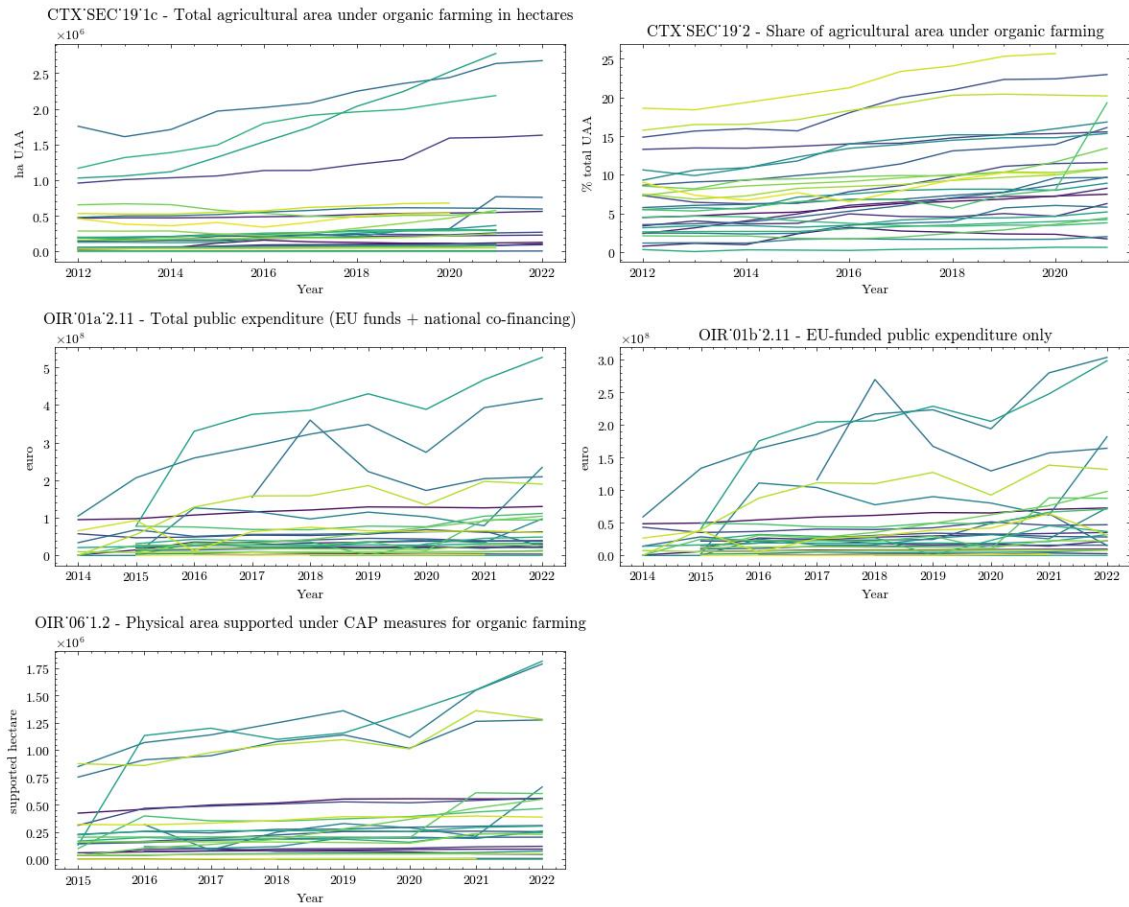 CTX˙SEC˙19˙1c - Total agricultural area under organic farming in hectares
×10⁶
2.5
2.0
1.5
1.0
0.5
0.0
ha UAA
2012 2014 2016 2018 2020 2022
Year
CTX˙SEC˙19˙2 - Share of agricultural area under organic farming
25
20
15
10
5
0
% total UAA
2012 2014 2016 2018 2020
Year
OIR˙01a˙2.11 - Total public expenditure (EU funds + national co-financing)
×10⁸
5
4
3
2
1
0
euro
2014 2015 2016 2017 2018 2019 2020 2021 2022
Year
OIR˙01b˙2.11 - EU-funded public expenditure only
×10⁸
3.0
2.5
2.0
1.5
1.0
0.5
0.0
euro
2014 2015 2016 2017 2018 2019 2020 2021 2022
Year
OIR˙06˙1.2 - Physical area supported under CAP measures for organic farming
×10⁶
1.75
1.50
1.25
1.00
0.75
0.50
0.25
0.00
supported hectare
2015 2016 2017 2018 2019 2020 2021 2022
Year